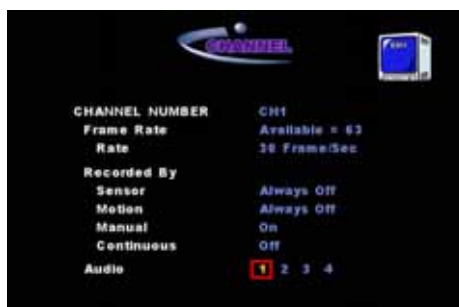 CHANNEL
CH1
CHANNEL NUMBER CH1
Frame Rate Available = 63
Rate 30 Frame/Sec
Recorded By
Sensor Always Off
Motion Always Off
Manual On
Continuous Off
Audio 1 2 3 4